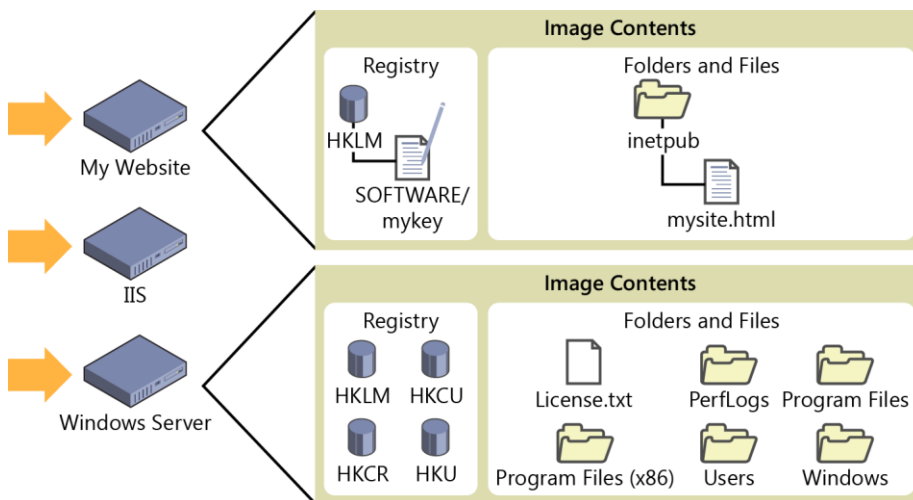 Image Contents
Registry
Folders and Files
HKLM
inetpub
My Website
SOFTWARE/
mykey
mysite.html
IIS
Image Contents
Registry
Folders and Files
HKLM HKCU
License.txt PerfLogs Program Files
Windows Server
HKCR HKU
Program Files (x86) Users Windows